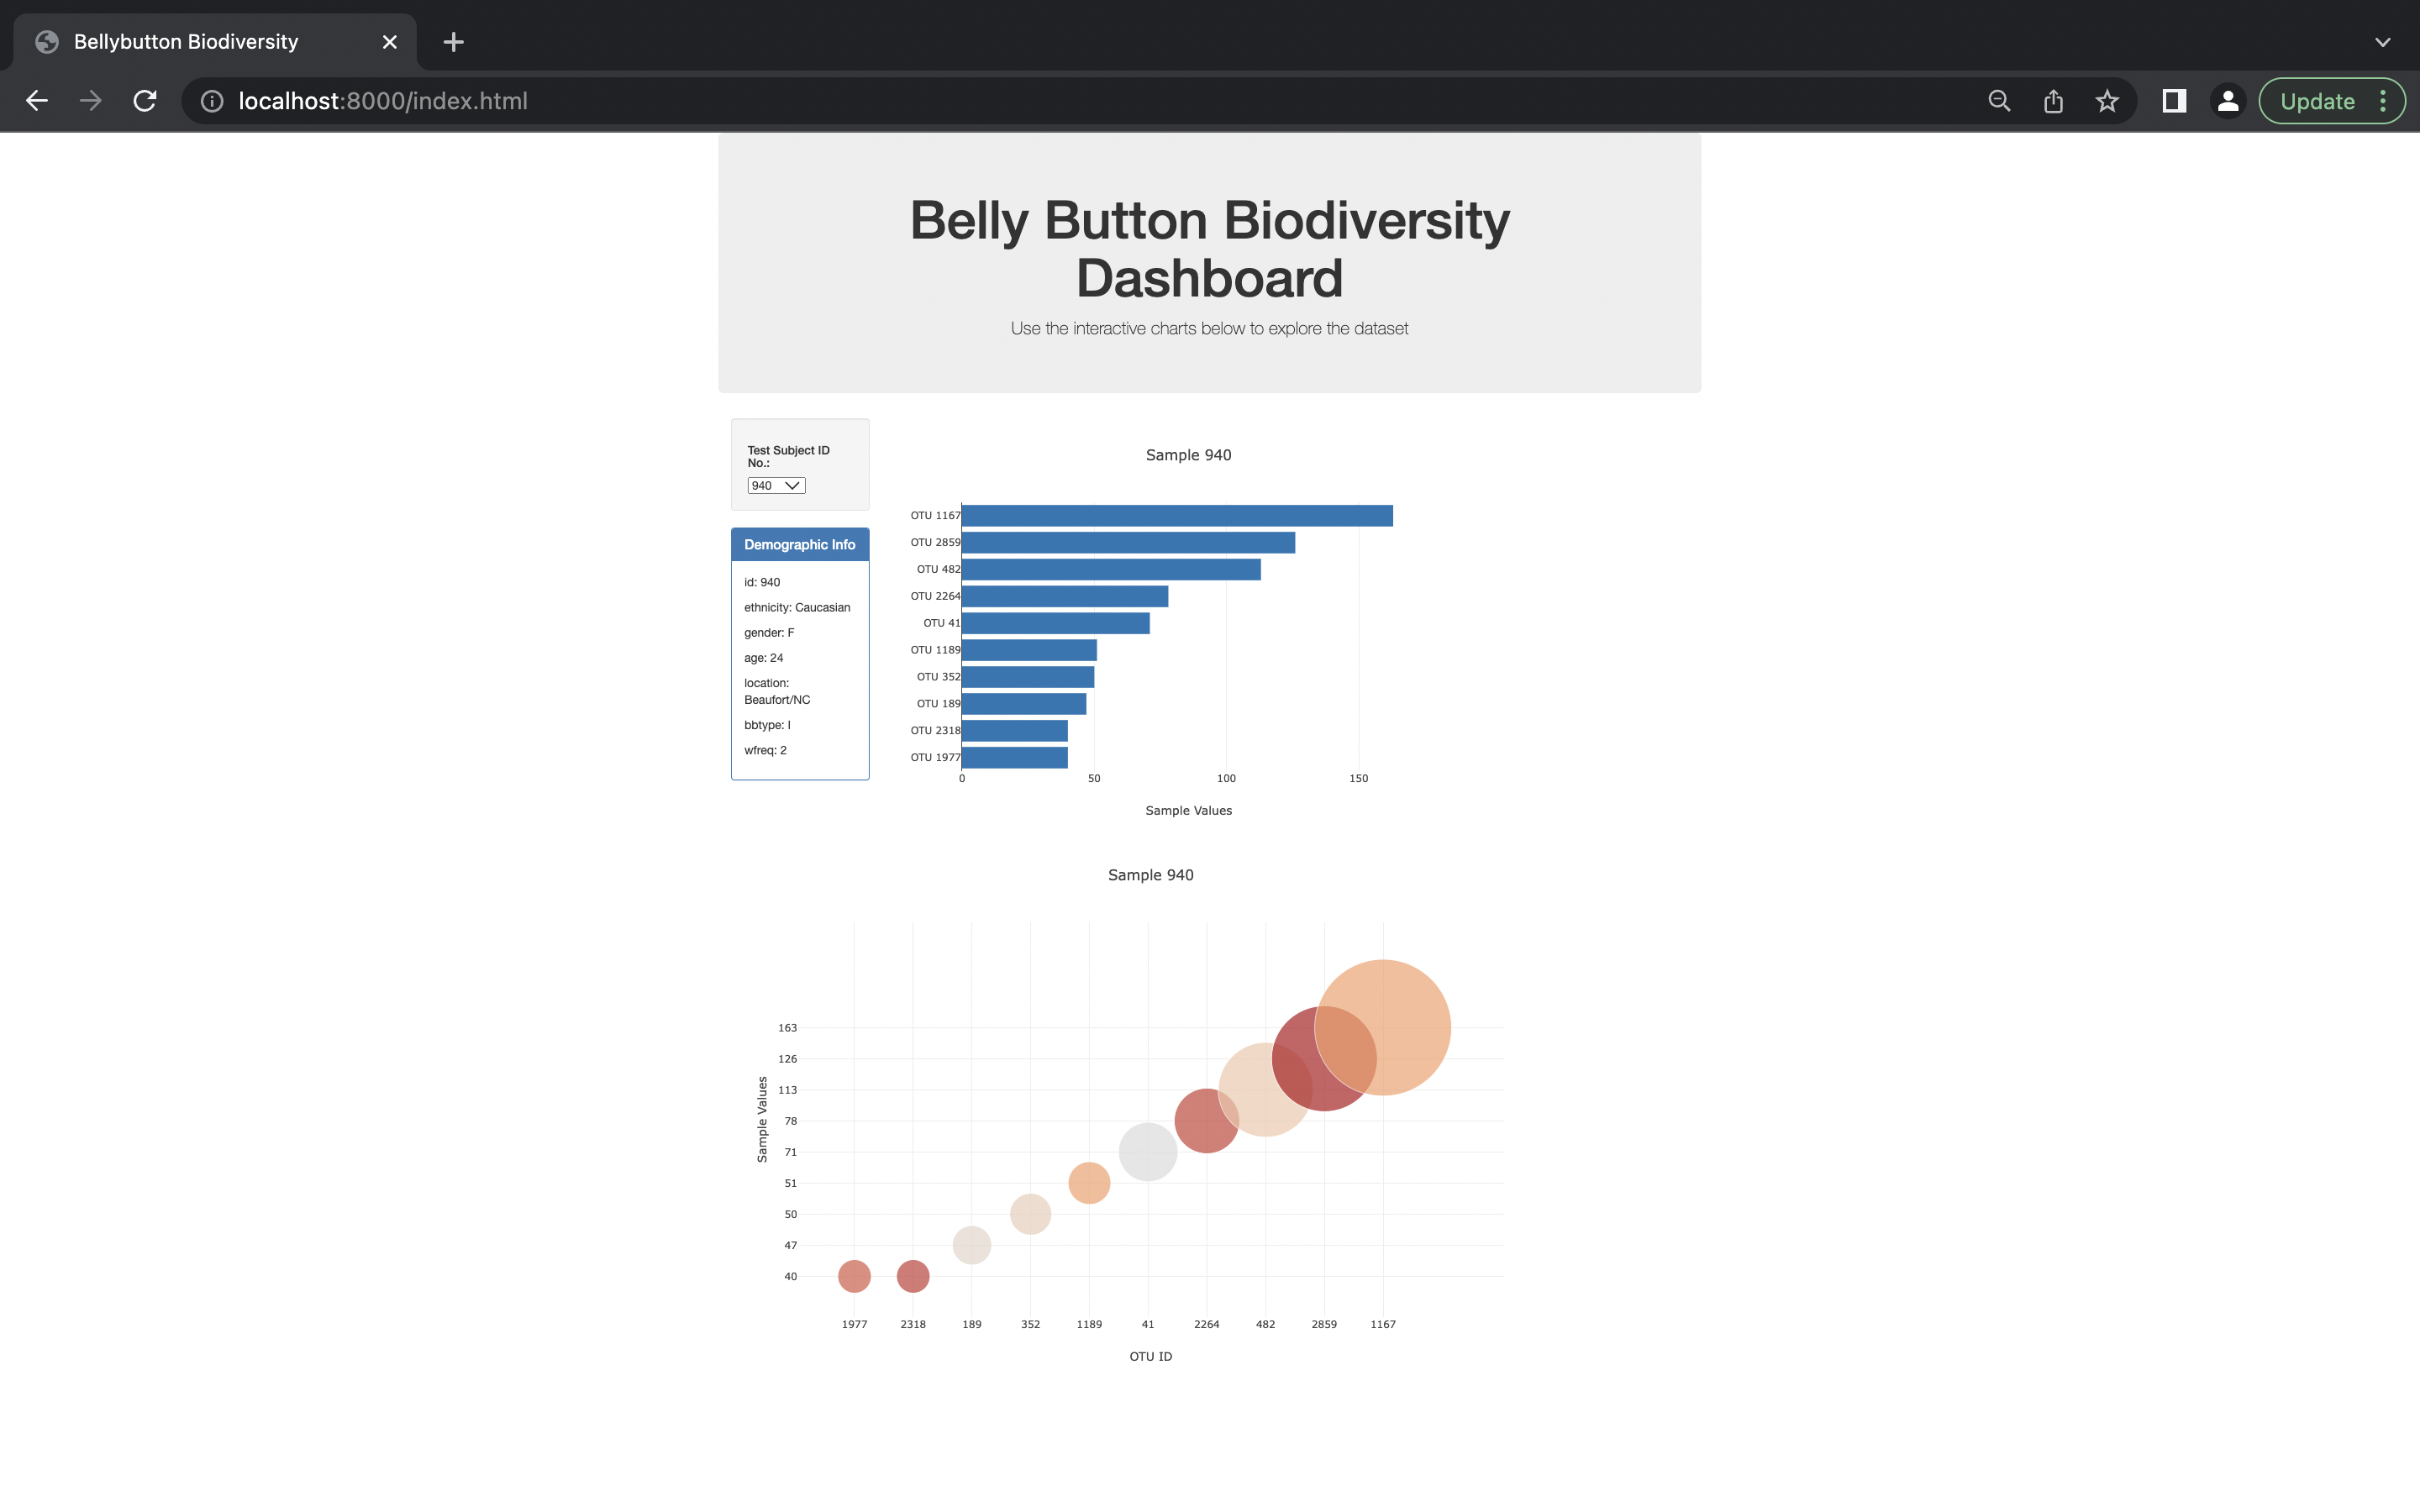 Bellybutton Biodiversity
localhost:8000/index.html
Update
Belly Button Biodiversity
Dashboard
Use the interactive charts below to explore the dataset
Test Subject ID
No.:
940
Demographic Info
id: 940
ethnicity: Caucasian
gender: F
age: 24
location:
Beaufort/NC
bbtype: I
wfreq: 2
Sample 940
OTU 1167
OTU 2859
OTU 482
OTU 2264
OTU 41
OTU 1189
OTU 352
OTU 189
OTU 2318
OTU 1977
0 50 100 150
Sample Values
Sample 940
Sample Values
163
126
113
78
71
51
50
47
40
1977 2318 189 352 1189 41 2264 482 2859 1167
OTU ID